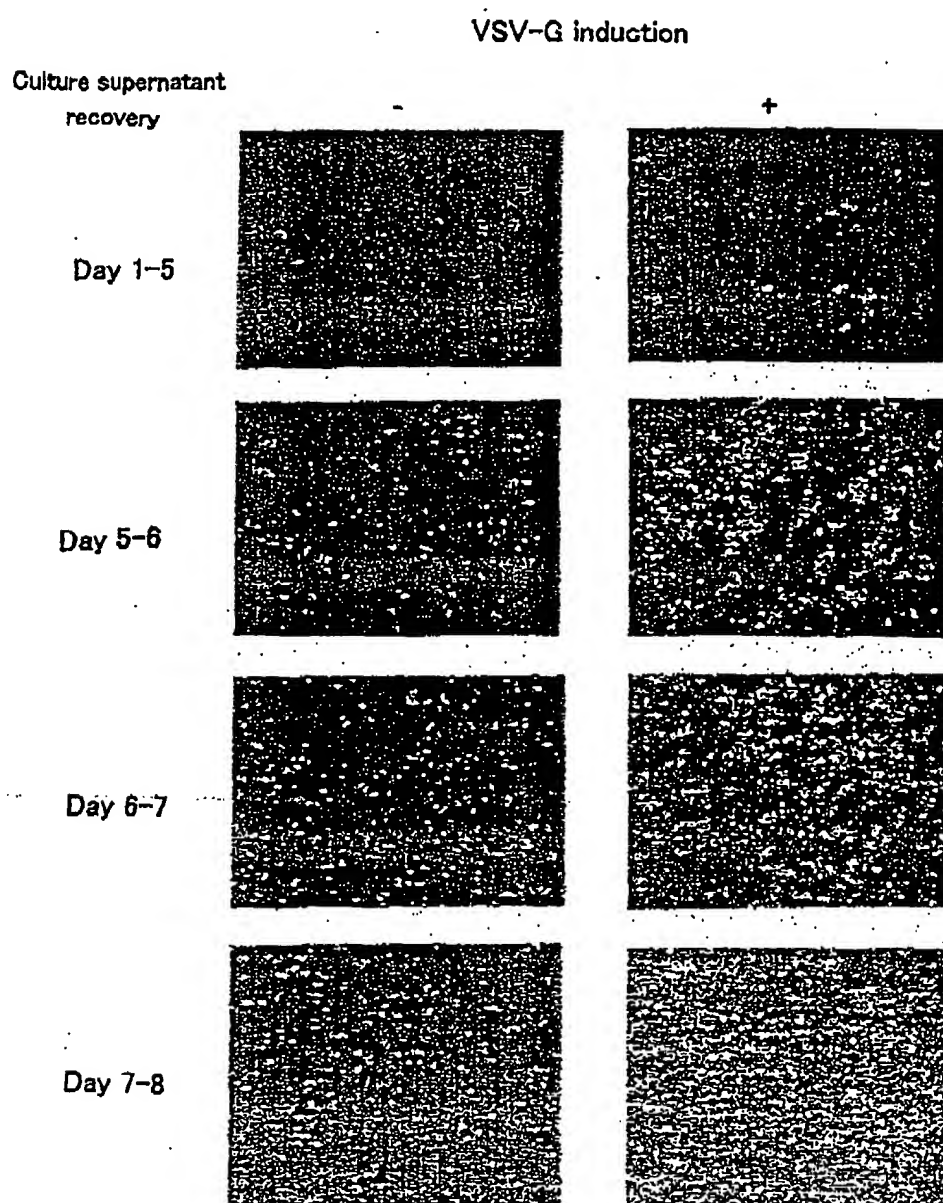 VSV-G induction
Culture supernatant
recovery
-
+
Day 1-5
Day 5-6
Day 6-7
Day 7-8